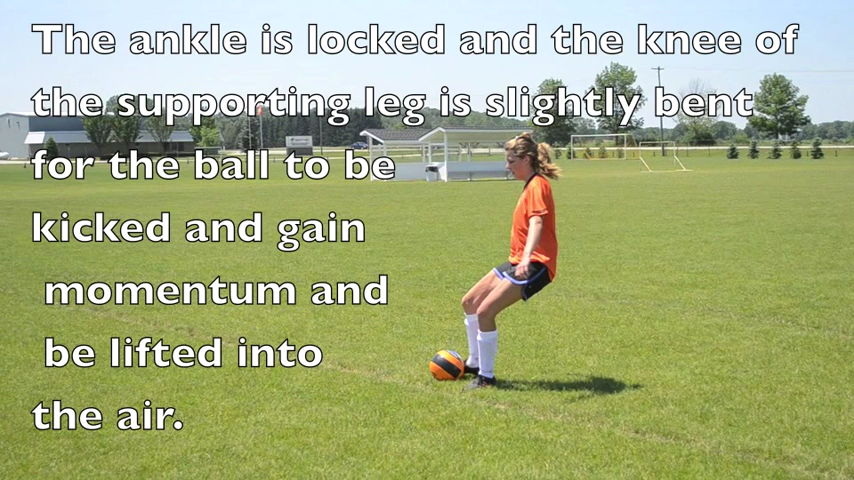 The ankle is locked and the knee of
the supporting leg is slightly bent
for the ball to be
kicked and gain
momentum and
be lifted into
the air.